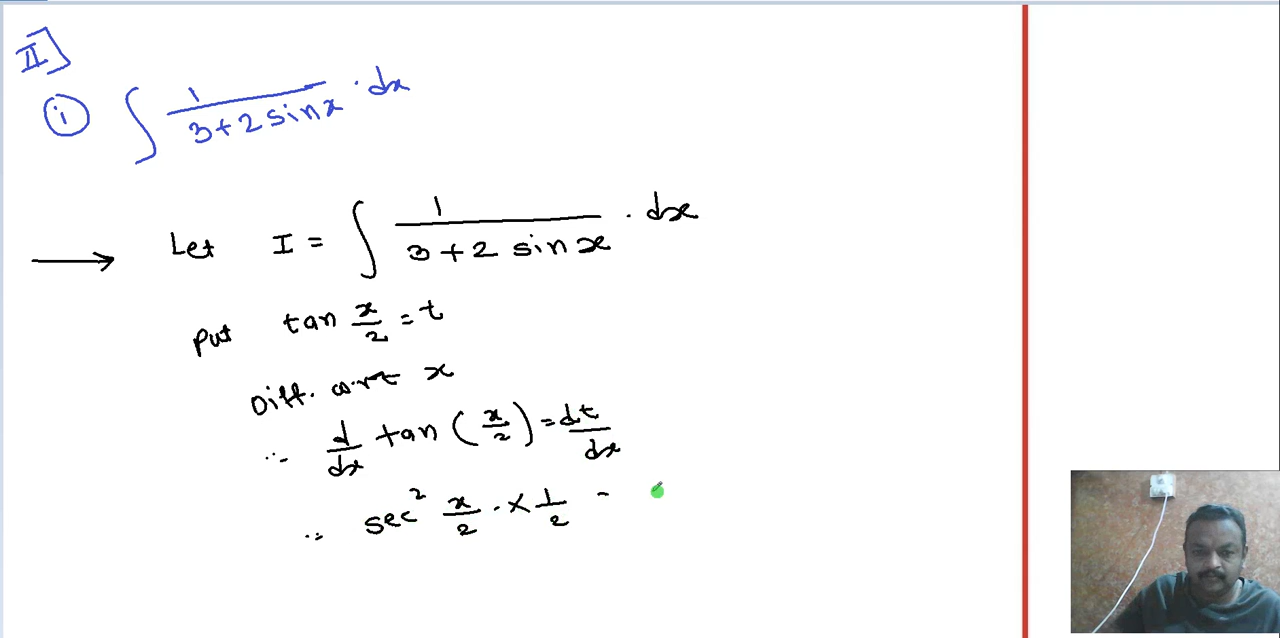 II]
(i) ∫ 1/(3+2 sinx) . dx
Let I = ∫ 1/(3+2 sin x) . dx
Put tan x/2 = t
Diff. w.r.t x
∴ d/dx tan (x/2) = dt/dx
∴ sec² x/2 . × 1/2 -